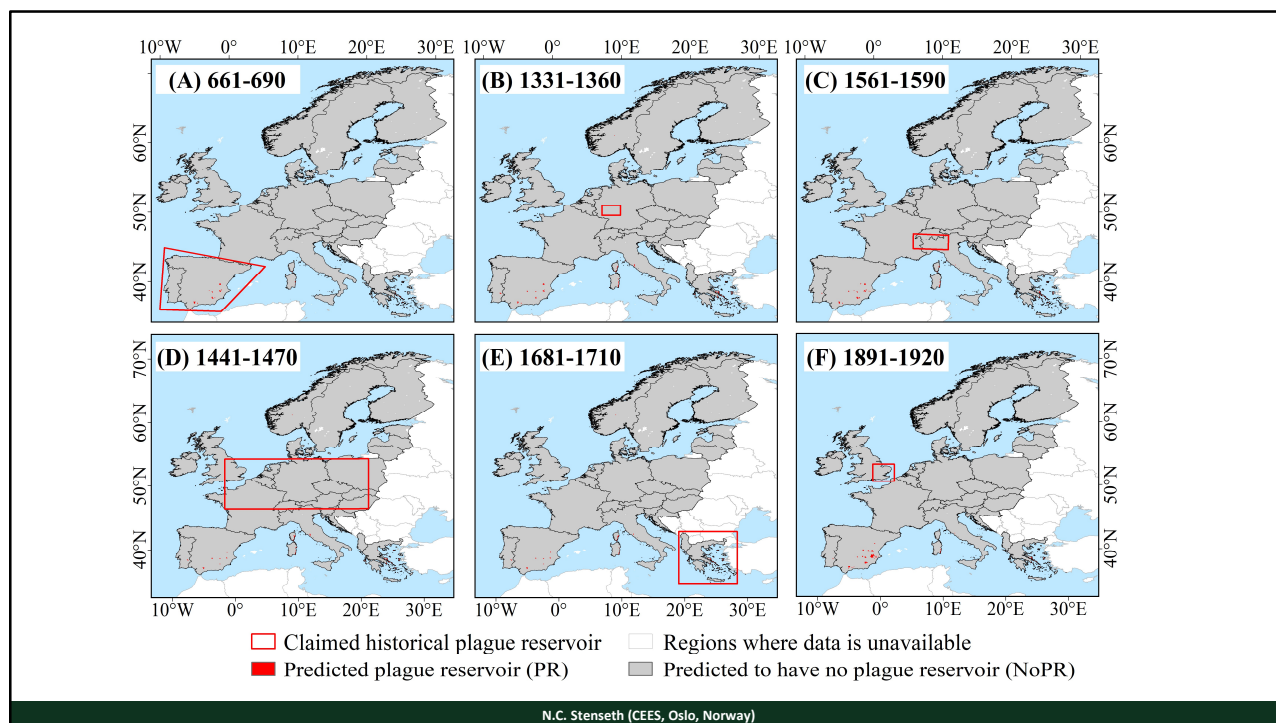 10°W 0° 10°E 20°E 30°E 10°W 0° 10°E 20°E 30°E 10°W 0° 10°E 20°E 30°E
(A) 661-690 (B) 1331-1360 (C) 1561-1590
60°N 60°N
50°N 50°N
40°N 40°N
(D) 1441-1470 (E) 1681-1710 (F) 1891-1920
70°N 70°N
60°N 60°N
50°N 50°N
40°N 40°N
10°W 0° 10°E 20°E 30°E 10°W 0° 10°E 20°E 30°E 10°W 0° 10°E 20°E 30°E
Claimed historical plague reservoir Regions where data is unavailable
Predicted plague reservoir (PR) Predicted to have no plague reservoir (NoPR)
N.C. Stenseth (CEES, Oslo, Norway)